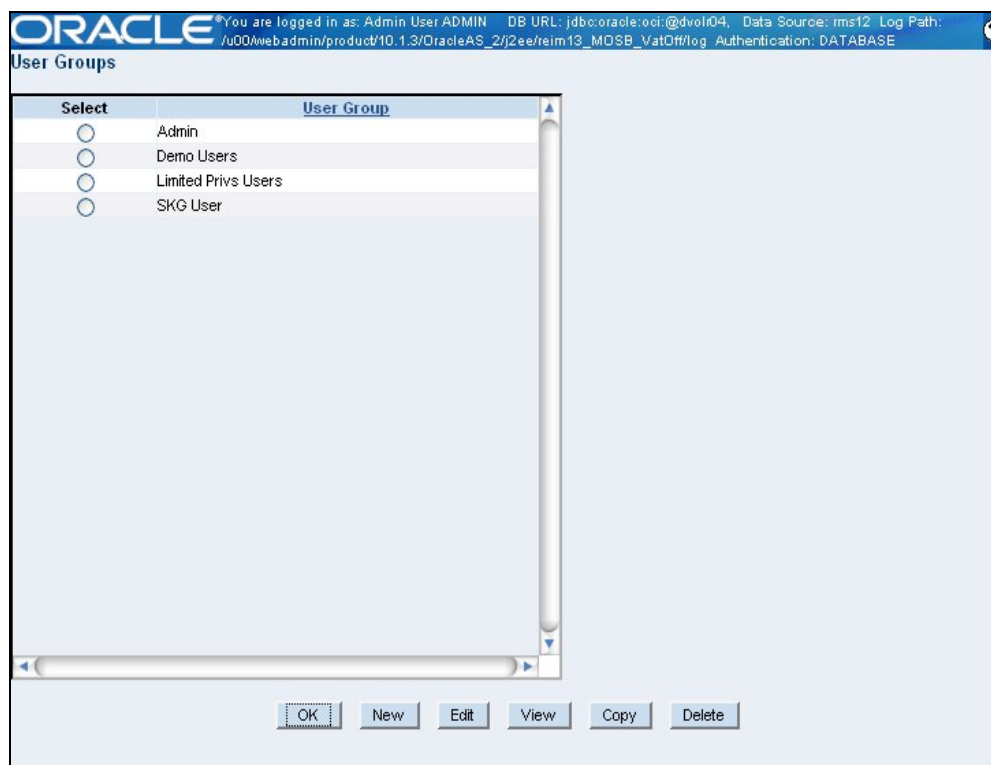 ORACLE® You are logged in as: Admin User ADMIN DB URL: jdbc:oracle:oci:@dvolr04, Data Source: rms12 Log Path:
/u00/webadmin/product/10.1.3/OracleAS_2/j2ee/reim13_MOSB_VatOff/log Authentication: DATABASE
User Groups
Select User Group
Admin
Demo Users
Limited Privs Users
SKG User
OK New Edit View Copy Delete